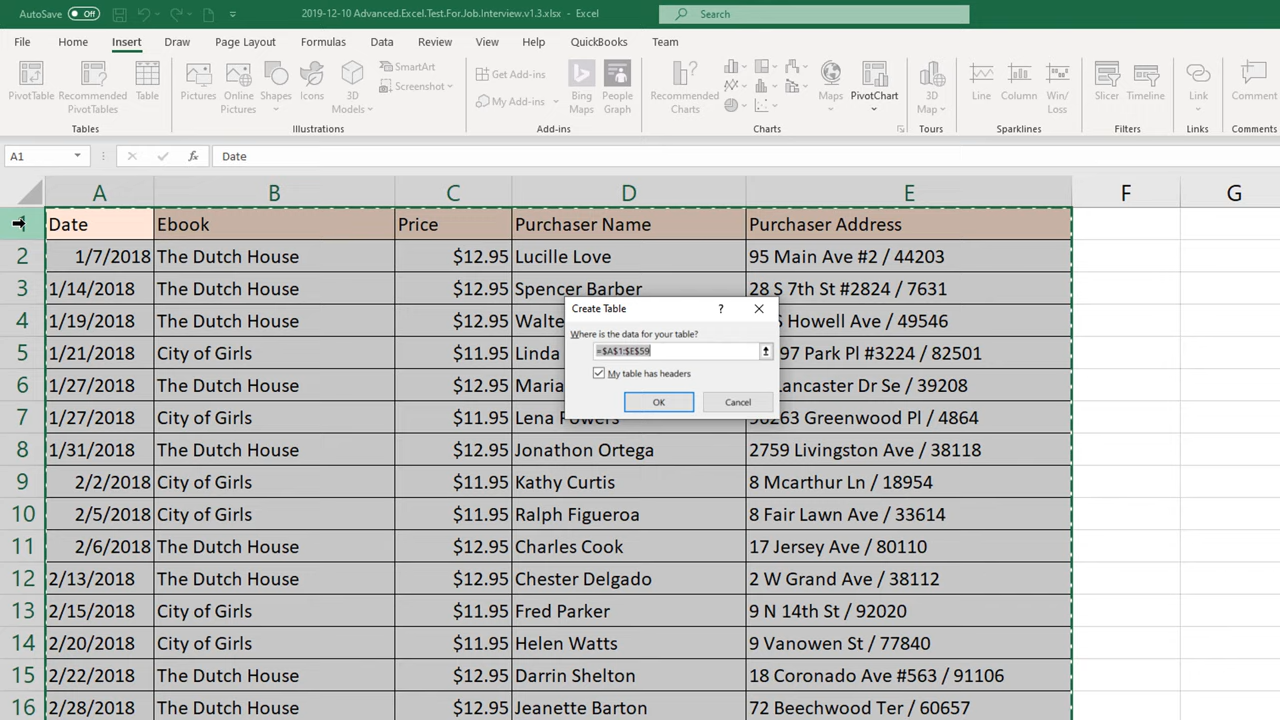 AutoSave Off 2019-12-10 Advanced.Excel.Test.For.Job.Interview.v1.3.xlsx - Excel Search
File Home Insert Draw Page Layout Formulas Data Review View Help QuickBooks Team
PivotTable Recommended PivotTables Table Pictures Online Pictures Shapes Icons 3D Models SmartArt Screenshot Get Add-ins My Add-ins Bing Maps People Graph Recommended Charts Maps PivotChart 3D Map Line Column Win/Loss Slicer Timeline Link Comment
Tables Illustrations Add-ins Charts Tours Sparklines Filters Links Comments
A1 fx Date
A B C D E F G
1 Date Ebook Price Purchaser Name Purchaser Address
2 1/7/2018 The Dutch House $12.95 Lucille Love 95 Main Ave #2 / 44203
3 1/14/2018 The Dutch House $12.95 Spencer Barber 28 S 7th St #2824 / 7631
4 1/19/2018 The Dutch House $12.95 Walte S Howell Ave / 49546
5 1/21/2018 City of Girls $11.95 Linda 97 Park Pl #3224 / 82501
6 1/27/2018 The Dutch House $12.95 Maria Lancaster Dr Se / 39208
7 1/27/2018 City of Girls $11.95 Lena Powers 96263 Greenwood Pl / 4864
8 1/31/2018 The Dutch House $12.95 Jonathon Ortega 2759 Livingston Ave / 38118
9 2/2/2018 City of Girls $11.95 Kathy Curtis 8 Mcarthur Ln / 18954
10 2/5/2018 City of Girls $11.95 Ralph Figueroa 8 Fair Lawn Ave / 33614
11 2/6/2018 The Dutch House $12.95 Charles Cook 17 Jersey Ave / 80110
12 2/13/2018 The Dutch House $12.95 Chester Delgado 2 W Grand Ave / 38112
13 2/15/2018 City of Girls $11.95 Fred Parker 9 N 14th St / 92020
14 2/20/2018 City of Girls $11.95 Helen Watts 9 Vanowen St / 77840
15 2/22/2018 The Dutch House $12.95 Darrin Shelton 18 Coronado Ave #563 / 91106
16 2/28/2018 The Dutch House $12.95 Jeanette Barton 72 Beechwood Ter / 60657
Create Table ?
Where is the data for your table?
=$A$1:$E$59
My table has headers
OK Cancel